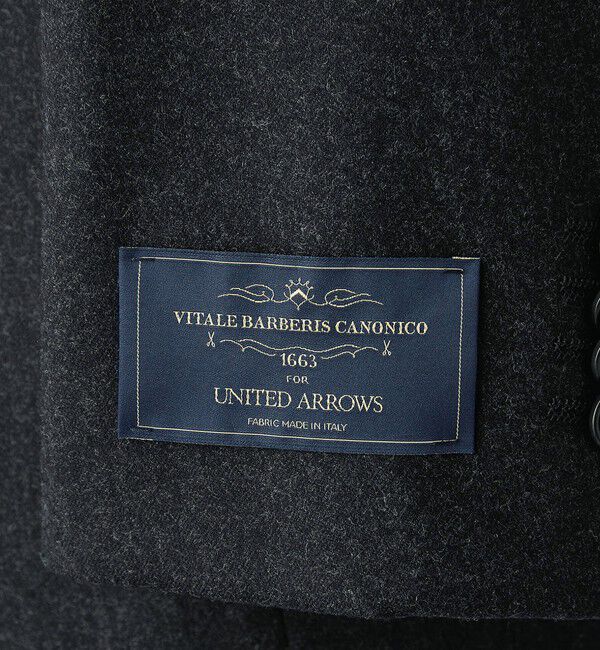 VITALE BARBERIS CANONICO
1663
FOR
UNITED ARROWS
FABRIC MADE IN ITALY